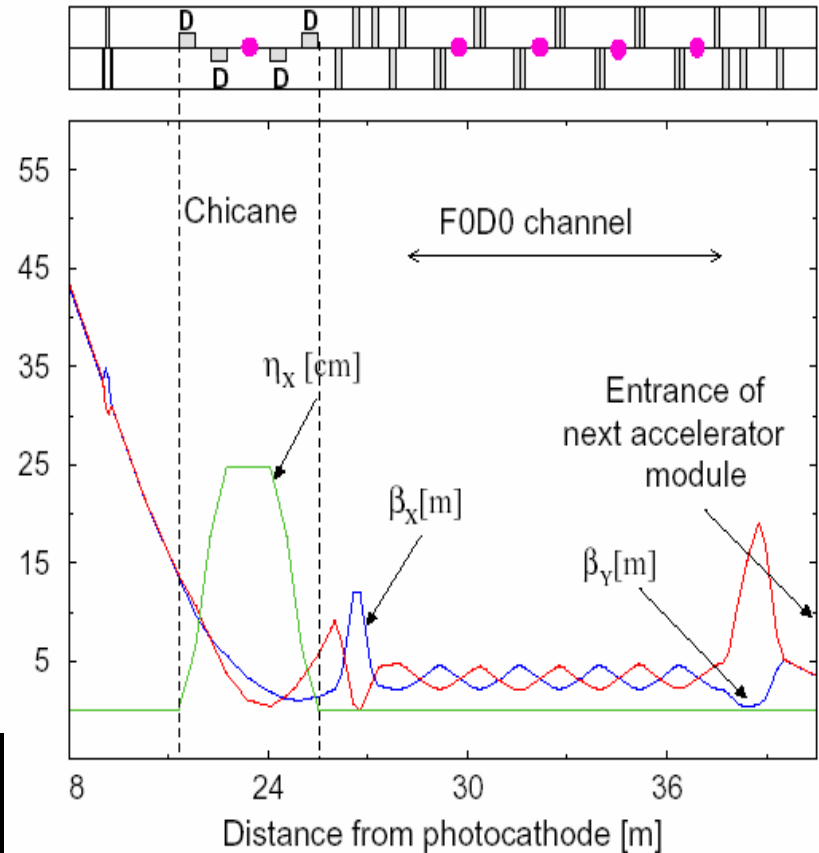 D D
D D
55
45
35
25
15
5
Chicane
F0D0 channel
ηX [cm]
βX[m]
Entrance of
next accelerator
module
βY[m]
8 24 30 36
Distance from photocathode [m]